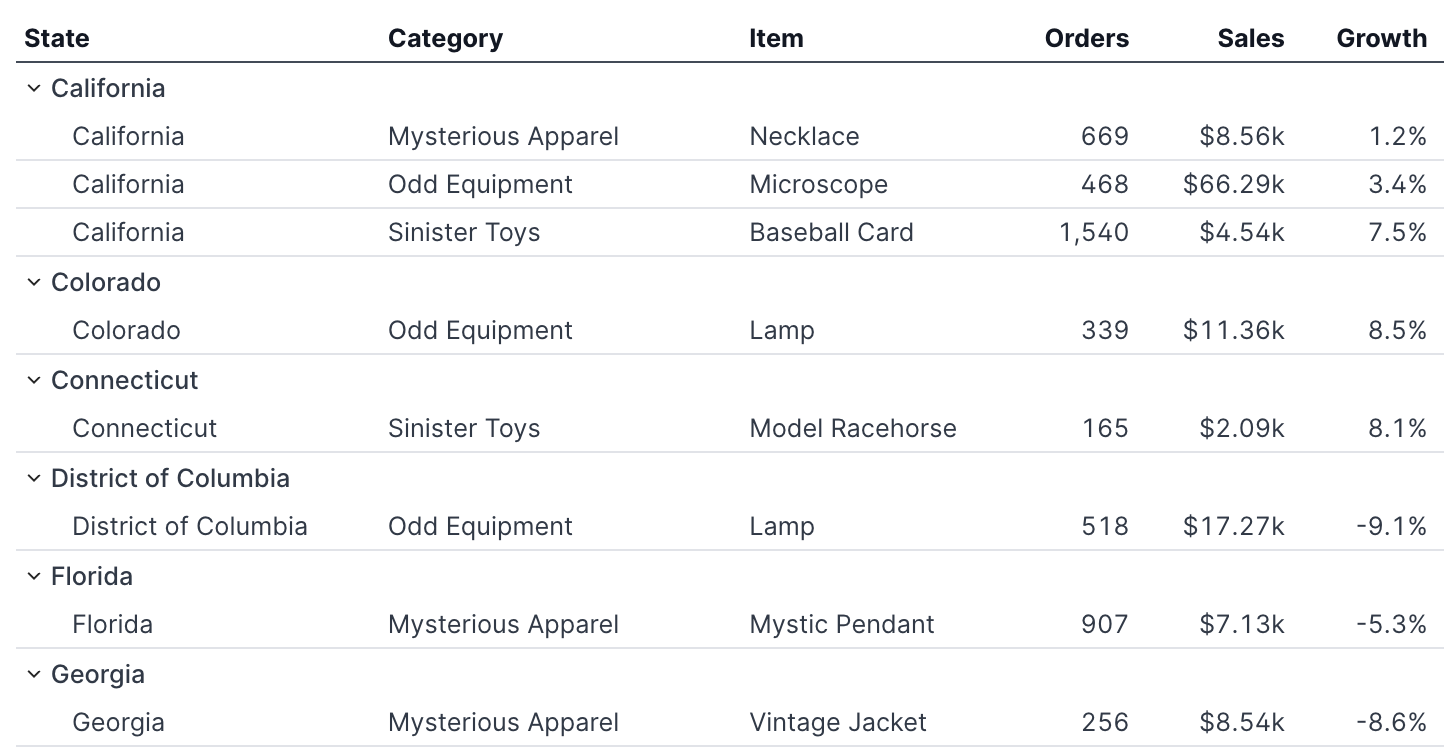 State Category Item Orders Sales Growth
California
California Mysterious Apparel Necklace 669 $8.56k 1.2%
California Odd Equipment Microscope 468 $66.29k 3.4%
California Sinister Toys Baseball Card 1,540 $4.54k 7.5%
Colorado
Colorado Odd Equipment Lamp 339 $11.36k 8.5%
Connecticut
Connecticut Sinister Toys Model Racehorse 165 $2.09k 8.1%
District of Columbia
District of Columbia Odd Equipment Lamp 518 $17.27k -9.1%
Florida
Florida Mysterious Apparel Mystic Pendant 907 $7.13k -5.3%
Georgia
Georgia Mysterious Apparel Vintage Jacket 256 $8.54k -8.6%